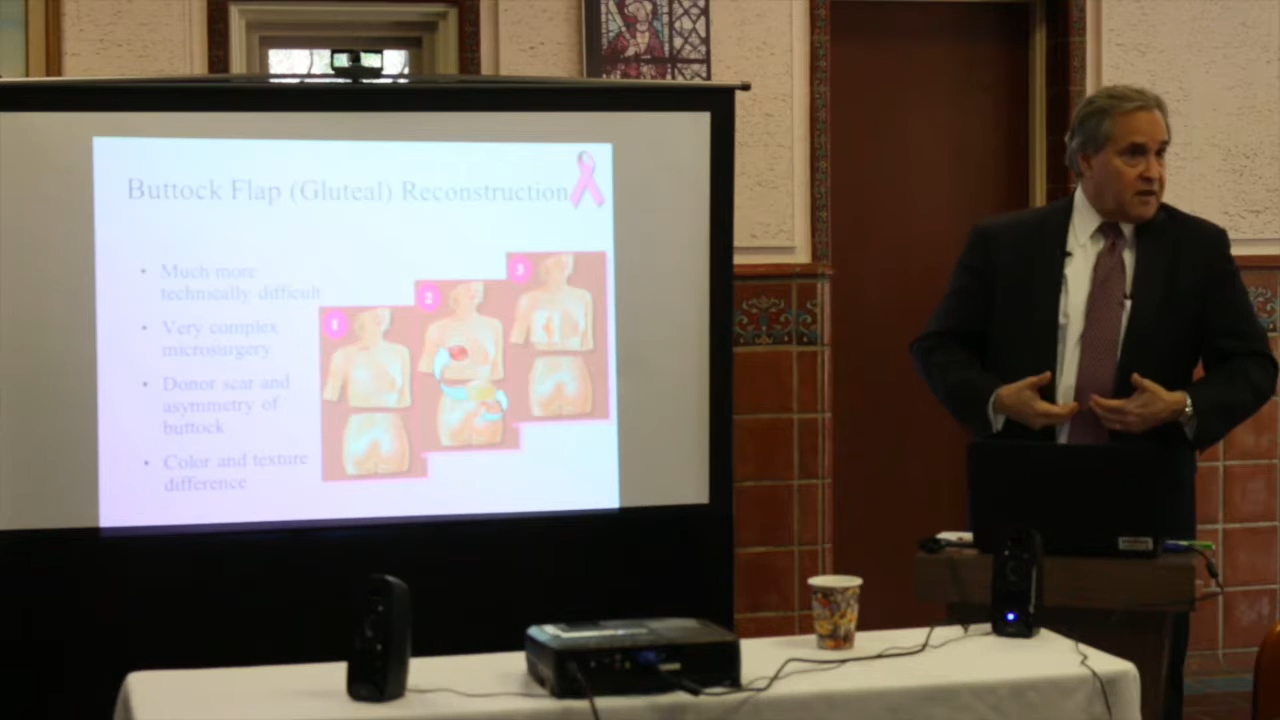 Buttock Flap (Gluteal) Reconstruction
• Much more
technically difficult
• Very complex
microsurgery
• Donor scar and
asymmetry of
buttock
• Color and texture
difference
1
2
3